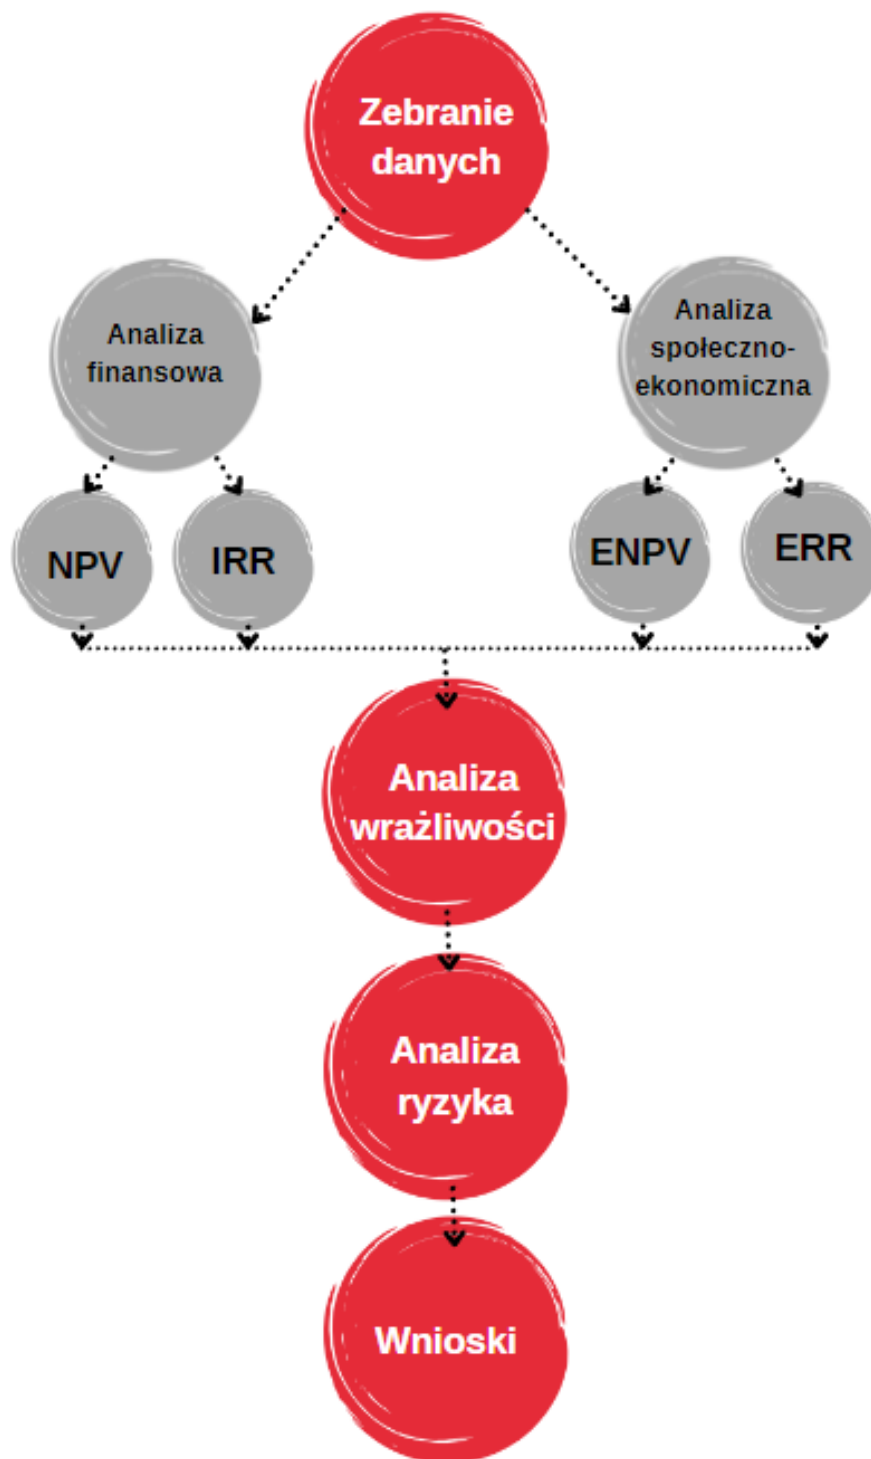 Zebranie
danych
Analiza
finansowa
Analiza
społeczno-
ekonomiczna
NPV
IRR
ENPV
ERR
Analiza
wrażliwości
Analiza
ryzyka
Wnioski